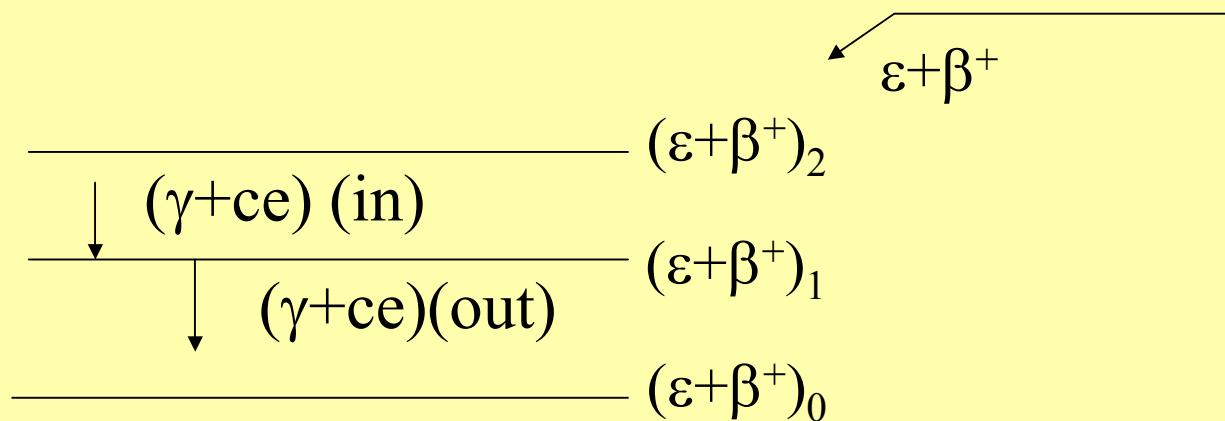 ε+β⁺
(ε+β⁺)₂
(γ+ce) (in)
(ε+β⁺)₁
(γ+ce)(out)
(ε+β⁺)₀